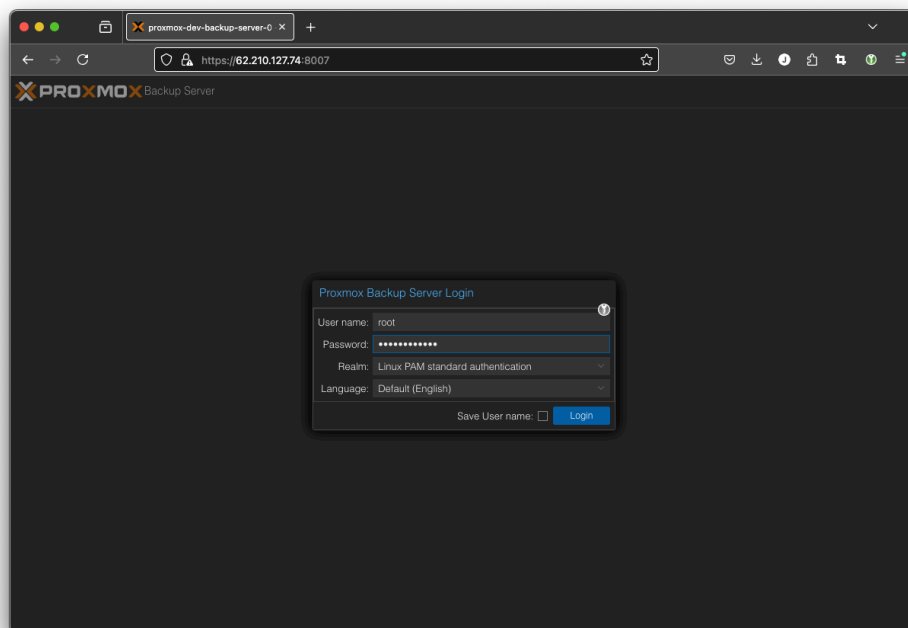 proxmox-dev-backup-server-0
https://62.210.127.74:8007
PROXMOX Backup Server
Proxmox Backup Server Login
User name: root
Password: ••••••••••••
Realm: Linux PAM standard authentication
Language: Default (English)
Save User name: Login